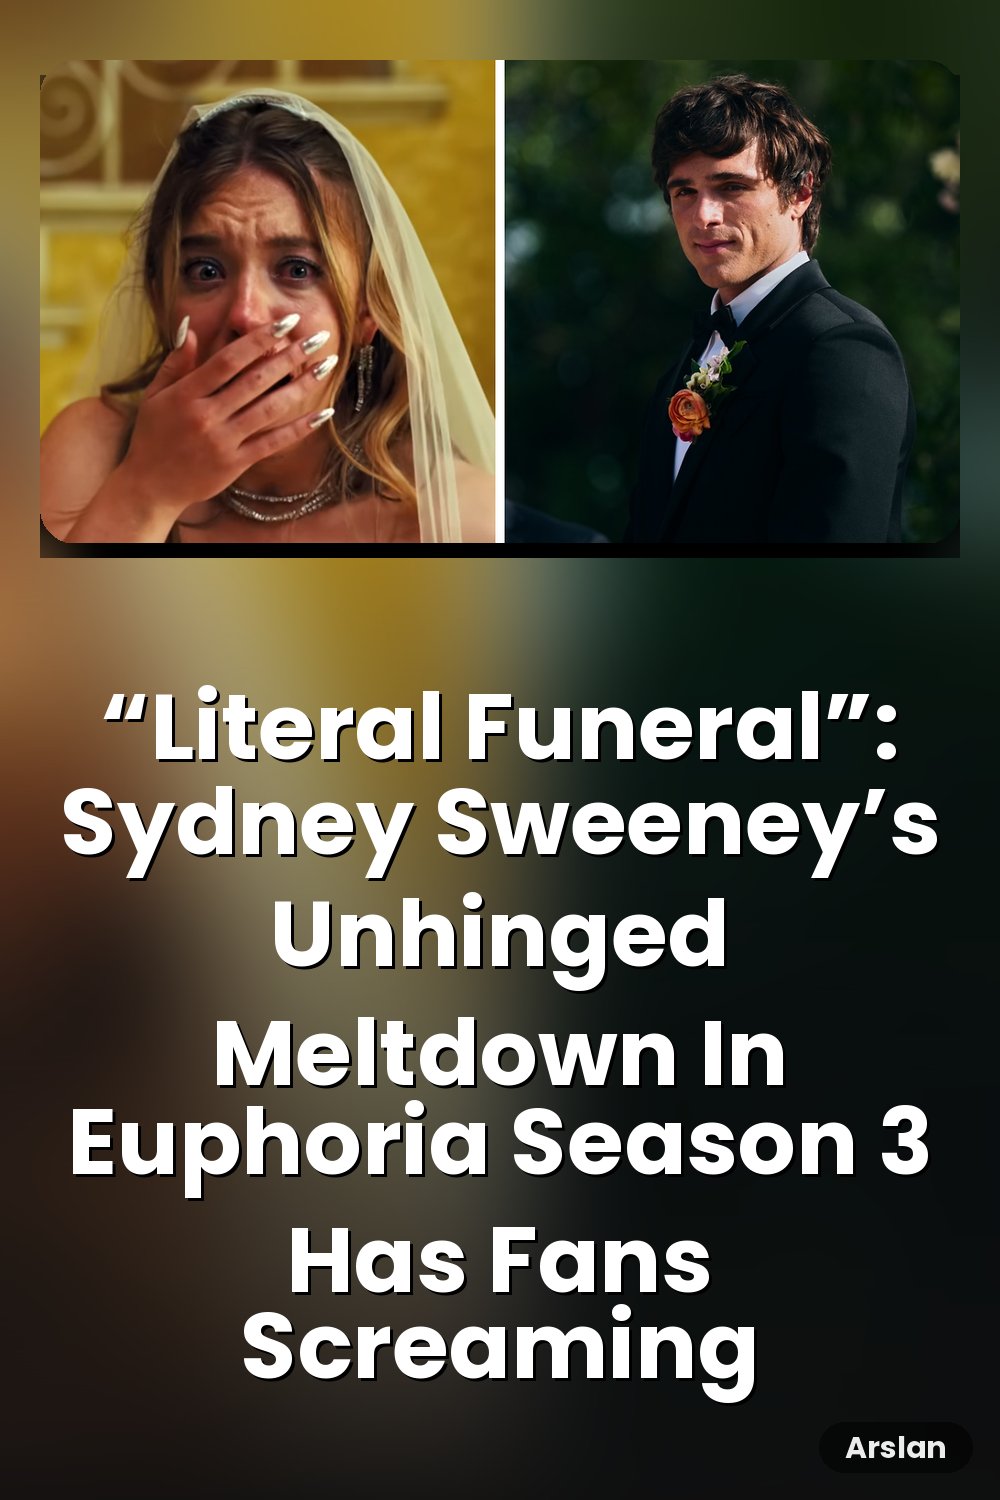 “Literal Funeral”:
Sydney Sweeney’s
Unhinged
Meltdown In
Euphoria Season 3
Has Fans
Screaming
Arslan